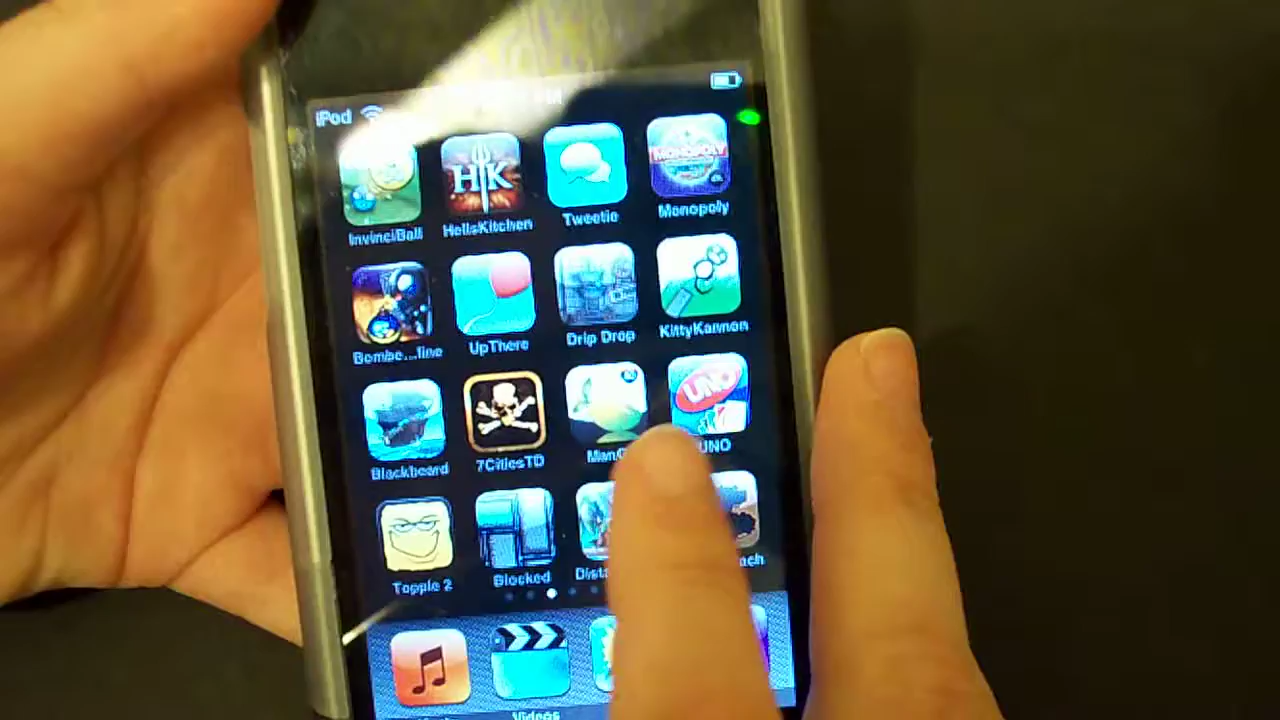 iPod
HK MONOPOLY
InvinciBall HellsKitchen Tweetie Monopoly
Bombe...line UpThere Drip Drop KittyKannon
UNO
Blackbeard 7CitiesTD UNO
Topple 2 Blocked
Videos